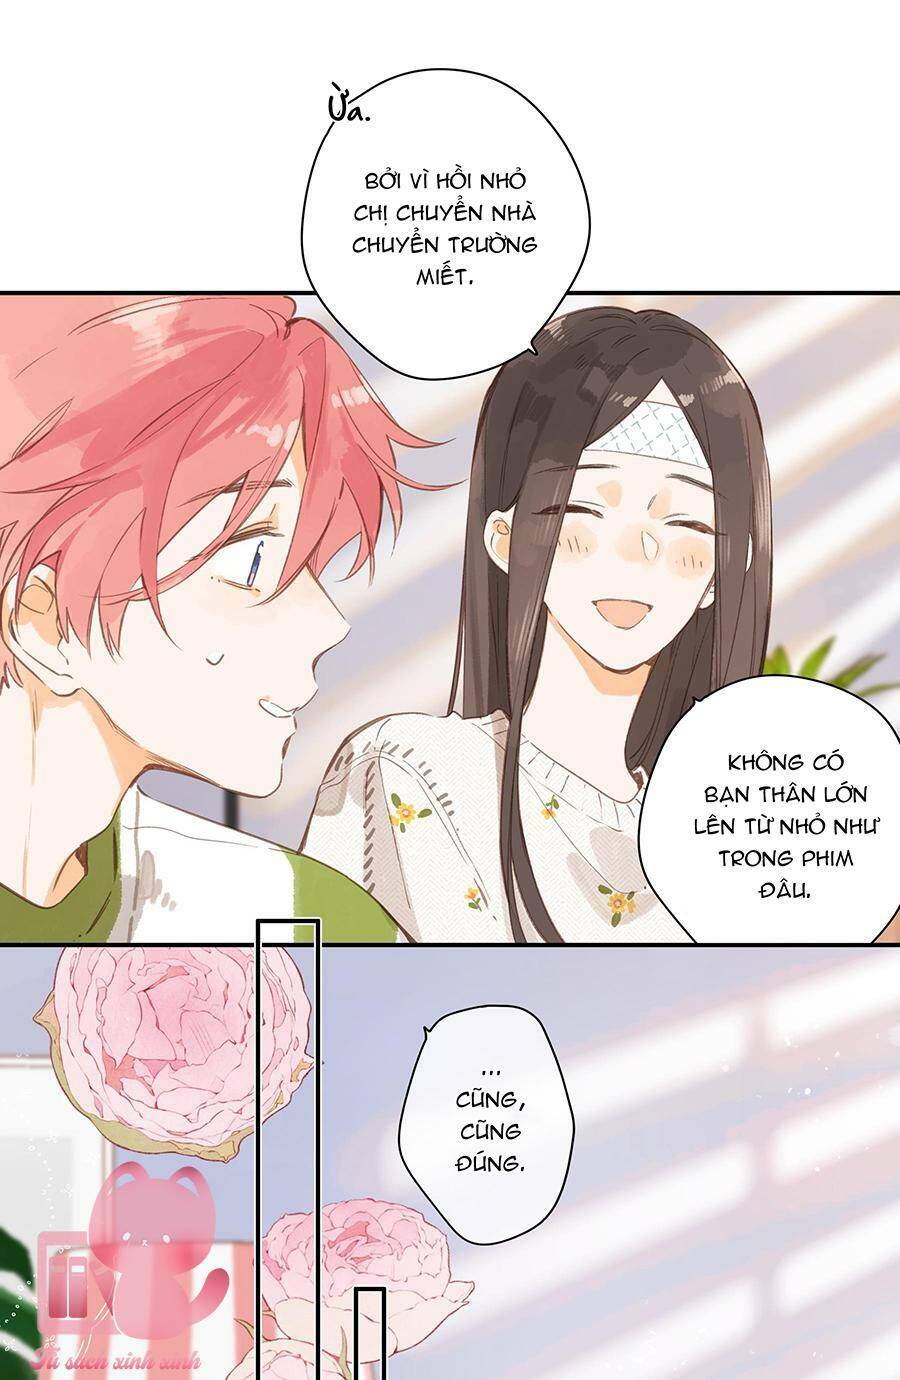 Ừa.
BỞI VÌ HỒI NHỎ
CHỊ CHUYỂN NHÀ
CHUYỂN TRƯỜNG
MIẾT.
KHÔNG CÓ
BẠN THÂN LỚN
LÊN TỪ NHỎ NHƯ
TRONG PHIM
ĐÂU.
...
CŨNG,
CŨNG
ĐÚNG.
Tủ sách xinh xinh